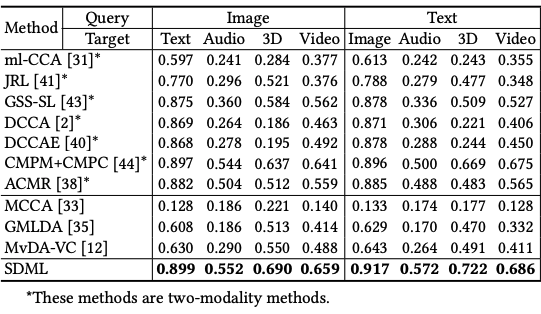 Method Query Image Text
Target Text Audio 3D Video Image Audio 3D Video
ml-CCA [31]* 0.597 0.241 0.284 0.377 0.613 0.242 0.243 0.355
JRL [41]* 0.770 0.296 0.521 0.376 0.788 0.279 0.477 0.348
GSS-SL [43]* 0.875 0.360 0.584 0.562 0.878 0.336 0.509 0.527
DCCA [2]* 0.869 0.264 0.186 0.463 0.871 0.306 0.221 0.406
DCCAE [40]* 0.868 0.278 0.195 0.492 0.878 0.288 0.244 0.450
CMPM+CMPC [44]* 0.897 0.544 0.637 0.641 0.896 0.500 0.669 0.675
ACMR [38]* 0.882 0.504 0.512 0.559 0.885 0.488 0.483 0.565
MCCA [33] 0.128 0.186 0.221 0.140 0.133 0.174 0.177 0.128
GMLDA [35] 0.608 0.186 0.513 0.414 0.629 0.170 0.470 0.332
MvDA-VC [12] 0.630 0.290 0.550 0.488 0.643 0.264 0.491 0.411
SDML 0.899 0.552 0.690 0.659 0.917 0.572 0.722 0.686
*These methods are two-modality methods.